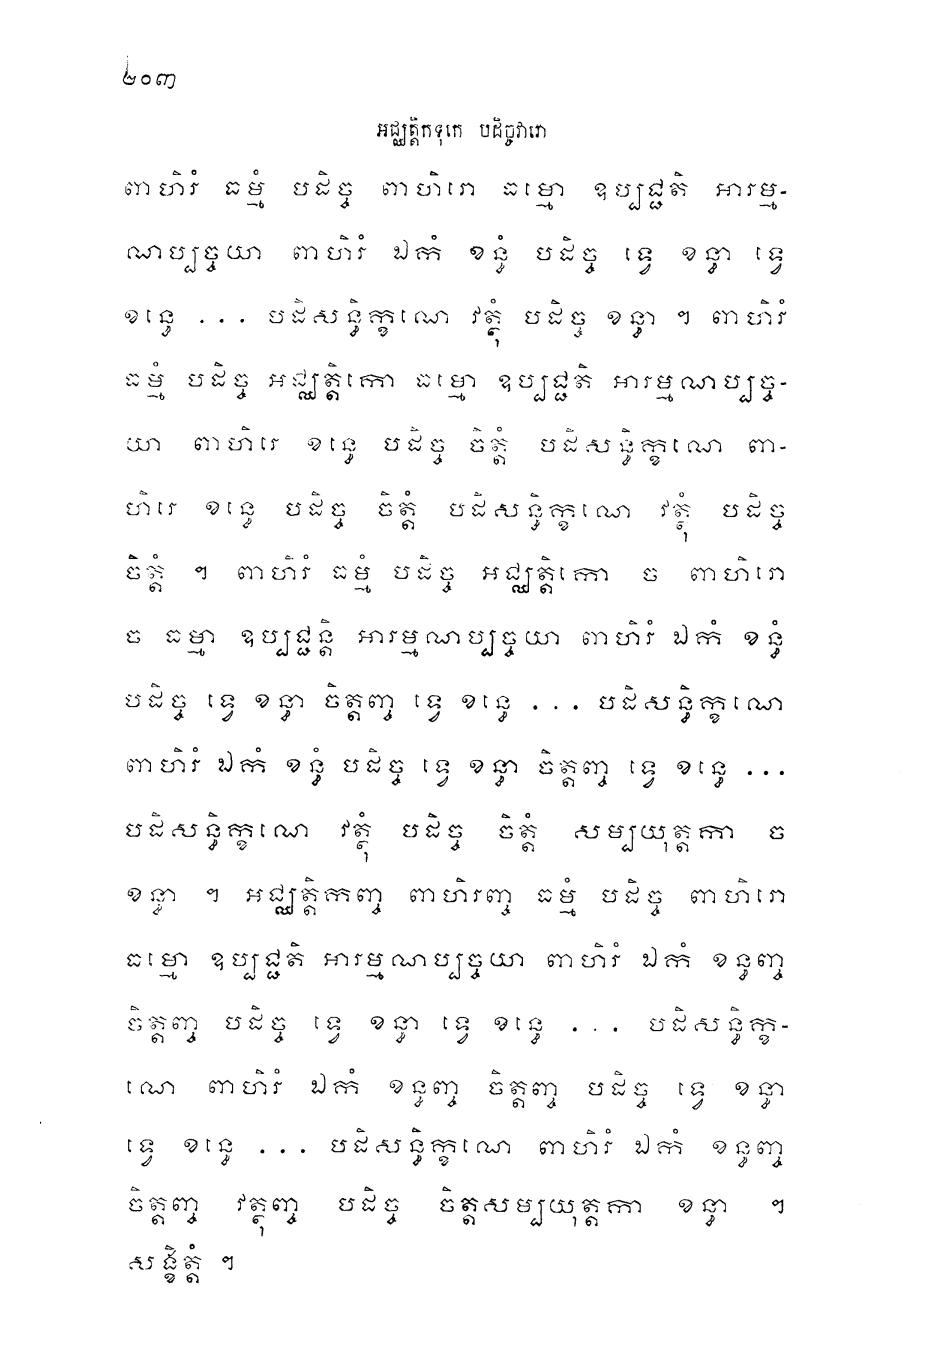 ២០៣
អជ្ឈត្តិកទុកេ បដិច្ចវារោ
ពាហិរំ ធម្មំ បដិច្ច ពាហិរោ ធម្មោ ឧប្បជ្ជតិ អារម្ម-
ណប្បច្ចយា ពាហិរំ ឯកំ ខន្ធំ បដិច្ច ទ្វេ ខន្ធា ទ្វេ
ខន្ធេ ... បដិសន្ធិក្ខណេ វត្ថុំ បដិច្ច ខន្ធា ។ ពាហិរំ
ធម្មំ បដិច្ច អជ្ឈត្តិកោ ធម្មោ ឧប្បជ្ជតិ អារម្មណប្បច្ច-
យា ពាហិរេ ខន្ធេ បដិច្ច ចិត្តំ បដិសន្ធិក្ខណេ ពា-
ហិរេ ខន្ធេ បដិច្ច ចិត្តំ បដិសន្ធិក្ខណេ វត្ថុំ បដិច្ច
ចិត្តំ ។ ពាហិរំ ធម្មំ បដិច្ច អជ្ឈត្តិកោ ច ពាហិរោ
ច ធម្មា ឧប្បជ្ជន្តិ អារម្មណប្បច្ចយា ពាហិរំ ឯកំ ខន្ធំ
បដិច្ច ទ្វេ ខន្ធា ចិត្តញ្ច ទ្វេ ខន្ធេ ... បដិសន្ធិក្ខណេ
ពាហិរំ ឯកំ ខន្ធំ បដិច្ច ទ្វេ ខន្ធា ចិត្តញ្ច ទ្វេ ខន្ធេ ...
បដិសន្ធិក្ខណេ វត្ថុំ បដិច្ច ចិត្តំ សម្បយុត្តកា ច
ខន្ធា ។ អជ្ឈត្តិកញ្ច ពាហិរញ្ច ធម្មំ បដិច្ច ពាហិរោ
ធម្មោ ឧប្បជ្ជតិ អារម្មណប្បច្ចយា ពាហិរំ ឯកំ ខន្ធញ្ច
ចិត្តញ្ច បដិច្ច ទ្វេ ខន្ធា ទ្វេ ខន្ធេ ... បដិសន្ធិក្ខ-
ណេ ពាហិរំ ឯកំ ខន្ធញ្ច ចិត្តញ្ច បដិច្ច ទ្វេ ខន្ធា
ទ្វេ ខន្ធេ ... បដិសន្ធិក្ខណេ ពាហិរំ ឯកំ ខន្ធញ្ច
ចិត្តញ្ច វត្ថុញ្ច បដិច្ច ចិត្តសម្បយុត្តកា ខន្ធា ។
សង្ខិត្តំ ។